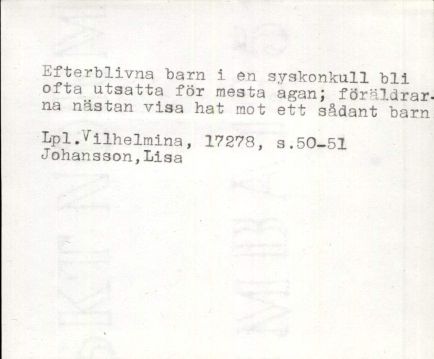 Efterblivna barn i en syskonkull bli
ofta utsatta för mesta agan; föräldrar-
na nästan visa hat mot ett sådant barn
Lpl.Vilhelmina, 17278, s.50-51
Johansson,Lisa